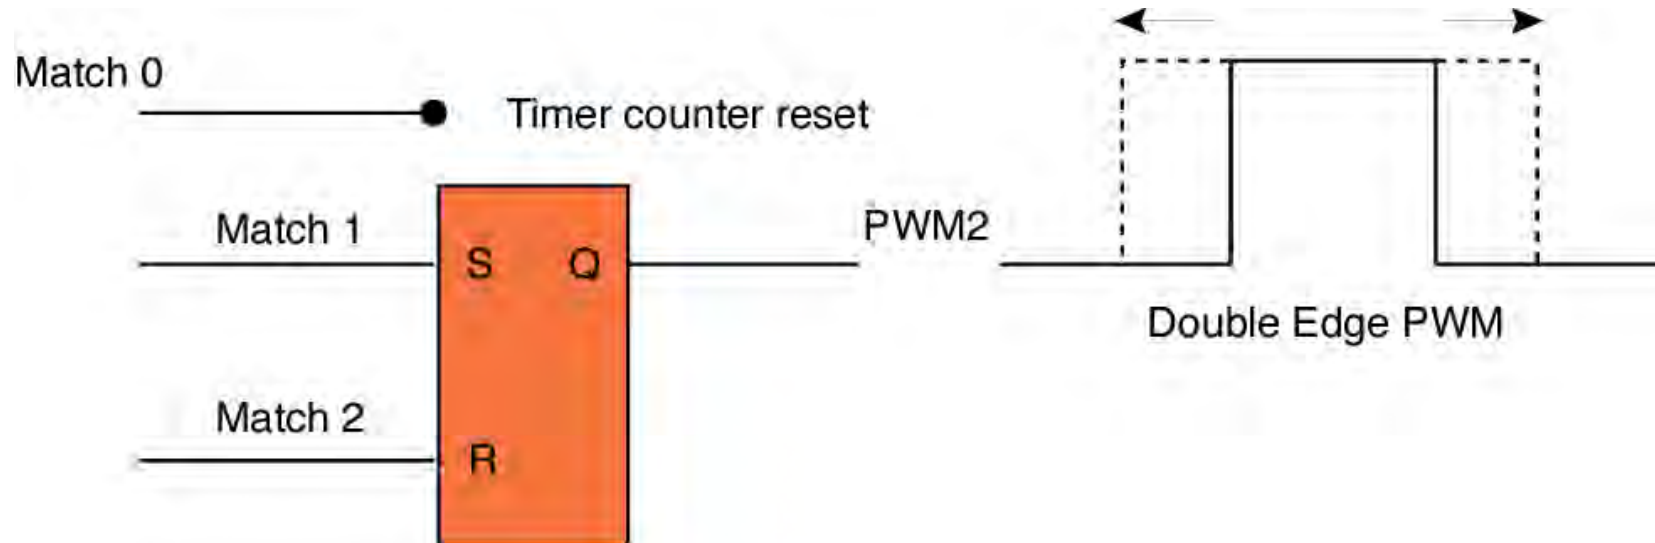 Match 0
Timer counter reset
Match 1
S Q
PWM2
Double Edge PWM
Match 2
R